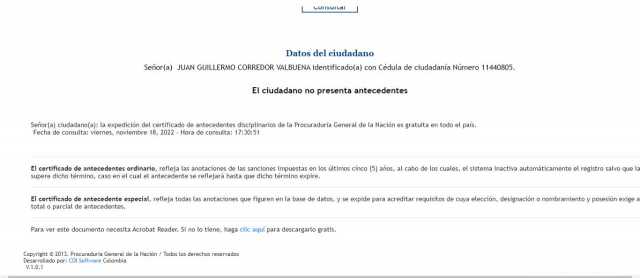 Consultar
Datos del ciudadano
Señor(a) JUAN GUILLERMO CORREDOR VALBUENA identificado(a) con Cédula de ciudadanía Número 11440805.
El ciudadano no presenta antecedentes
Señor(a) ciudadano(a): la expedición del certificado de antecedentes disciplinarios de la Procuraduría General de la Nación es gratuita en todo el país.
Fecha de consulta: viernes, noviembre 18, 2022 - Hora de consulta: 17:30:51
El certificado de antecedentes ordinario, refleja las anotaciones de las sanciones impuestas en los últimos cinco (5) años, al cabo de los cuales, el sistema inactiva automáticamente el registro salvo que la
supere dicho término, caso en el cual el antecedente se reflejará hasta que dicho término expire.
El certificado de antecedente especial, refleja todas las anotaciones que figuren en la base de datos, y se expide para acreditar requisitos de cuya elección, designación o nombramiento y posesión exige a
total o parcial de antecedentes.
Para ver este documento necesita Acrobat Reader. Si no lo tiene, haga clic aquí para descargarlo gratis.
Copyright © 2013, Procuraduría General de la Nación / Todos los derechos reservados
Desarrollado por: CDI Software Colombia
V.1.0.1